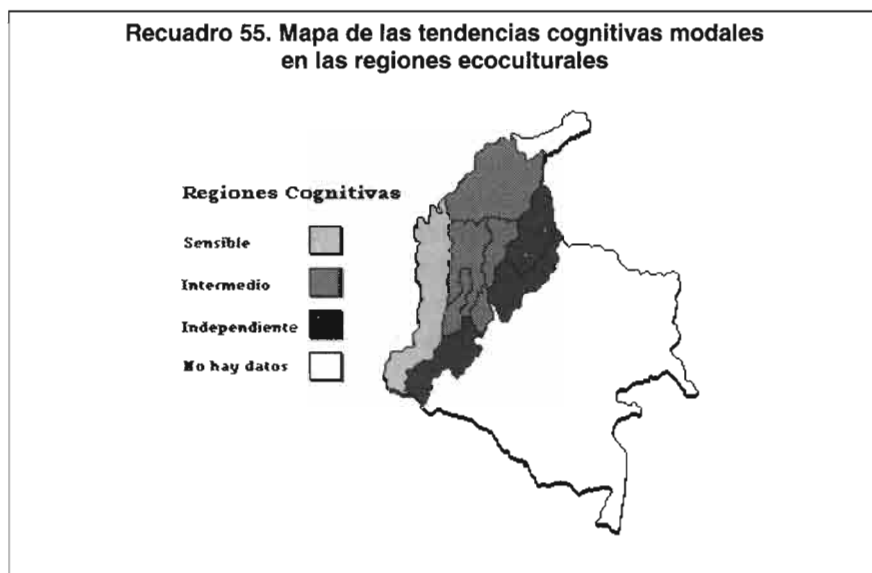 Recuadro 55. Mapa de las tendencias cognitivas modales
en las regiones ecoculturales
Regiones Cognitivas
Sensible
Intermedio
Independiente
No hay datos